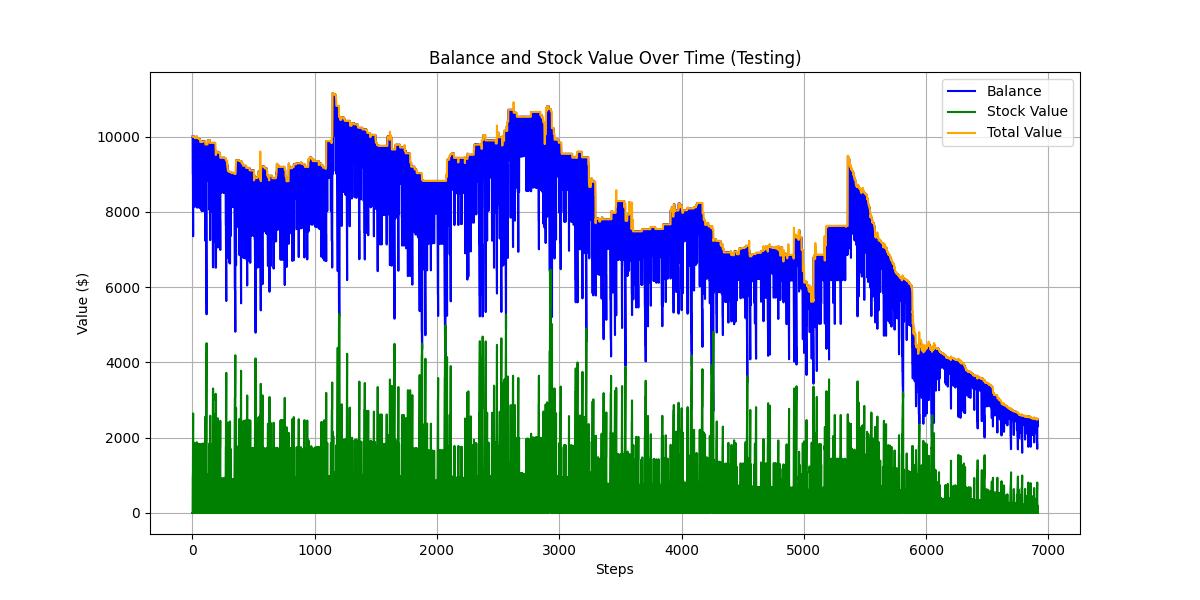 Balance and Stock Value Over Time (Testing)
Balance
Stock Value
Total Value
Value ($)
10000
8000
6000
4000
2000
0
0 1000 2000 3000 4000 5000 6000 7000
Steps